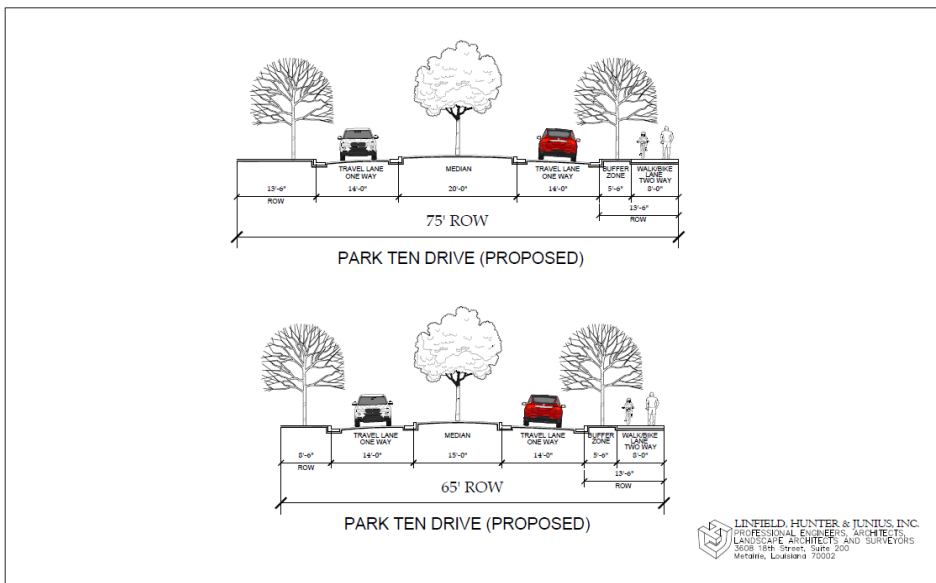 TRAVEL LANE
ONE WAY
MEDIAN
TRAVEL LANE
ONE WAY
BUFFER
ZONE
WALK/BIKE
LANE
TWO WAY
13'-6"
14'-0"
20'-0"
14'-0"
5'-6"
8'-0"
ROW
13'-6"
ROW
75' ROW
PARK TEN DRIVE (PROPOSED)
TRAVEL LANE
ONE WAY
MEDIAN
TRAVEL LANE
ONE WAY
BUFFER
ZONE
WALK/BIKE
LANE
TWO WAY
8'-6"
14'-0"
15'-0"
14'-0"
5'-6"
8'-0"
ROW
13'-6"
ROW
65' ROW
PARK TEN DRIVE (PROPOSED)
LINFIELD, HUNTER & JUNIUS, INC.
PROFESSIONAL ENGINEERS, ARCHITECTS,
LANDSCAPE ARCHITECTS AND SURVEYORS
3608 18th Street, Suite 200
Metairie, Louisiana 70002